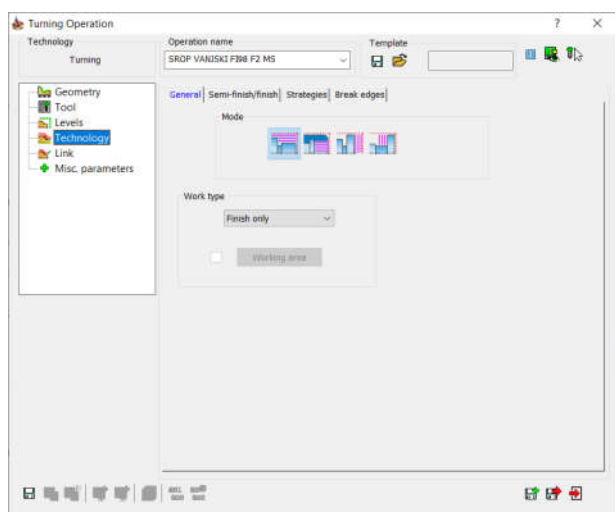 Turning Operation
?
Technology
Turning
Operation name
SROP VANJSKI FI98 F2 MS
Template
Geometry
Tool
Levels
Technology
Link
Misc. parameters
General
Semi-finish/finish
Strategies
Break edges
Mode
Work type
Finish only
Working area